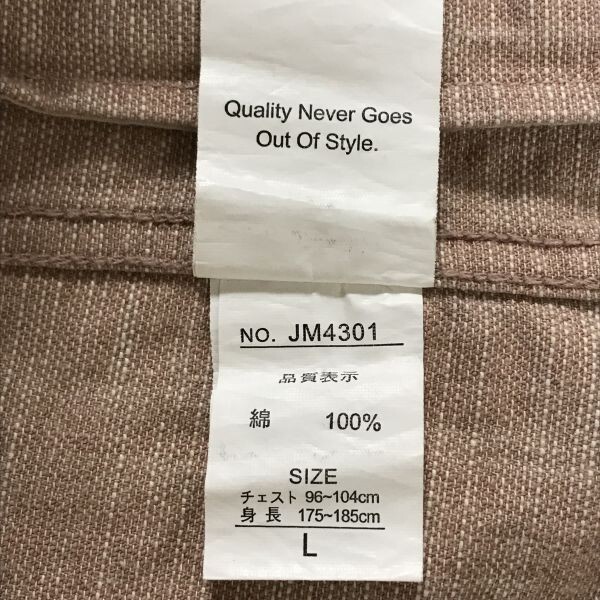 Quality Never Goes
Out Of Style.
NO. JM4301
品質表示
綿 100%
SIZE
チェスト 96~104cm
身長 175~185cm
L